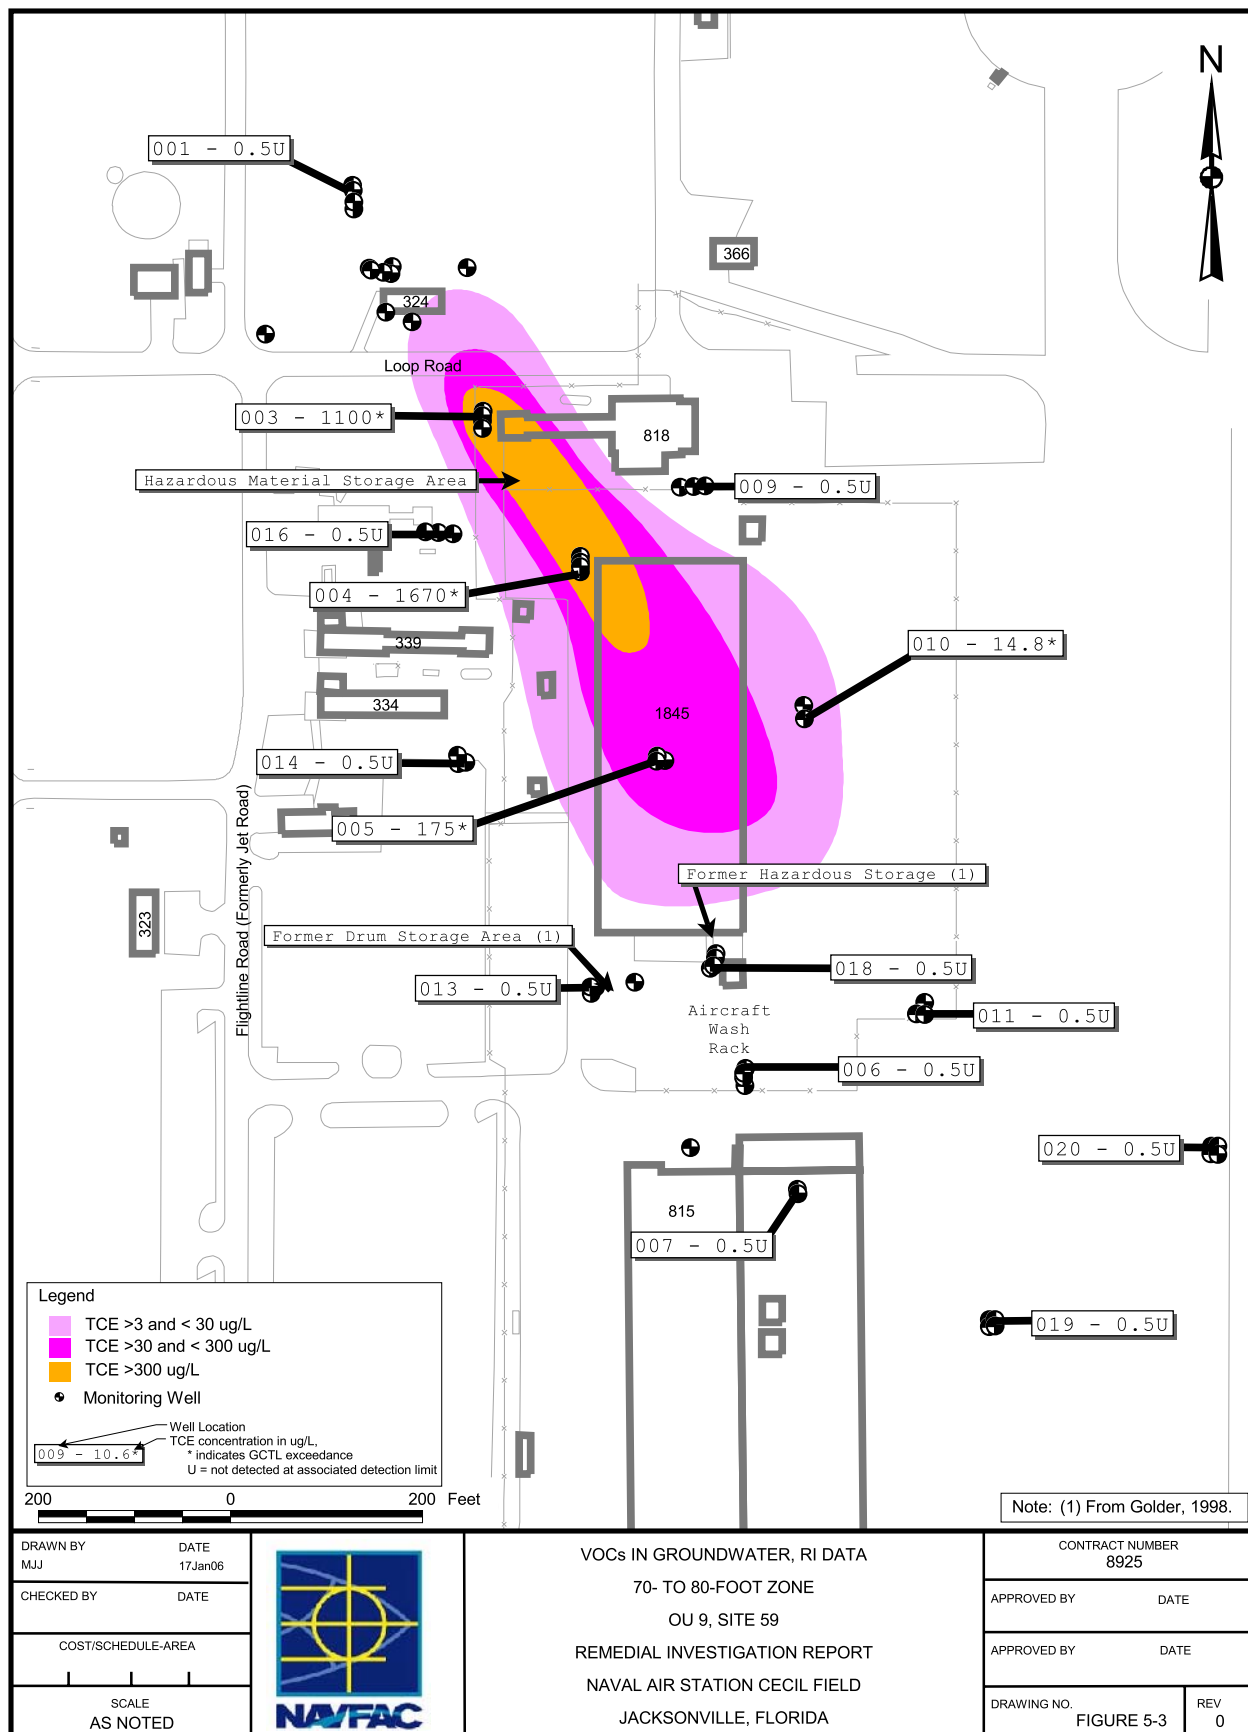 N
001 - 0.5U
366
324
Loop Road
003 - 1100*
818
Hazardous Material Storage Area
009 - 0.5U
016 - 0.5U
004 - 1670*
339
010 - 14.8*
334
1845
014 - 0.5U
005 - 175*
Flightline Road (Formerly Jet Road)
Former Hazardous Storage (1)
323
Former Drum Storage Area (1)
018 - 0.5U
013 - 0.5U
Aircraft
Wash
Rack
011 - 0.5U
006 - 0.5U
020 - 0.5U
815
007 - 0.5U
019 - 0.5U
Legend
TCE >3 and < 30 ug/L
TCE >30 and < 300 ug/L
TCE >300 ug/L
Monitoring Well
Well Location
TCE concentration in ug/L,
009 - 10.6*
* indicates GCTL exceedance
U = not detected at associated detection limit
200 0 200 Feet
Note: (1) From Golder, 1998.
DRAWN BY DATE
MJJ 17Jan06
CHECKED BY DATE
COST/SCHEDULE-AREA
SCALE
AS NOTED
NAVFAC
VOCs IN GROUNDWATER, RI DATA
70- TO 80-FOOT ZONE
OU 9, SITE 59
REMEDIAL INVESTIGATION REPORT
NAVAL AIR STATION CECIL FIELD
JACKSONVILLE, FLORIDA
CONTRACT NUMBER
8925
APPROVED BY DATE
APPROVED BY DATE
DRAWING NO.
FIGURE 5-3
REV
0